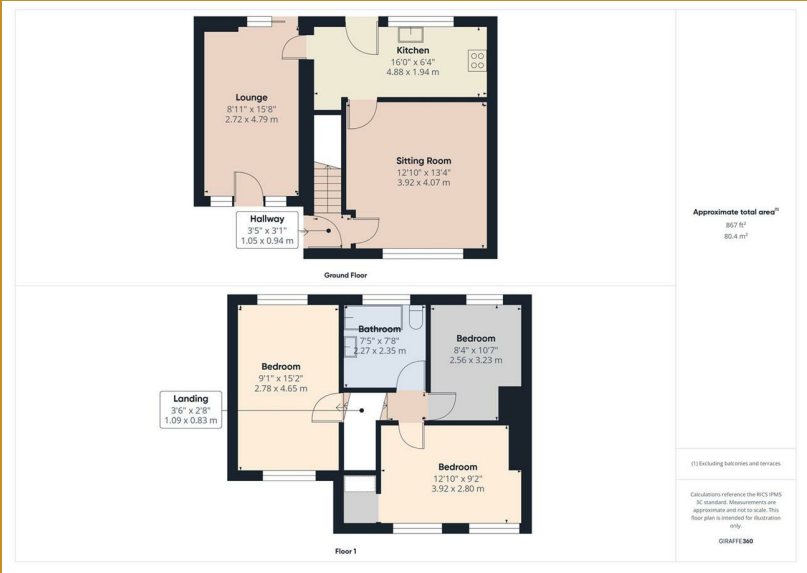 Kitchen
16'0" x 6'4"
4.88 x 1.94 m
Lounge
8'11" x 15'8"
2.72 x 4.79 m
Sitting Room
12'10" x 13'4"
3.92 x 4.07 m
Hallway
3'5" x 3'1"
1.05 x 0.94 m
Ground Floor
Approximate total area⁽¹⁾
867 ft²
80.4 m²
Bathroom
7'5" x 7'8"
2.27 x 2.35 m
Bedroom
8'4" x 10'7"
2.56 x 3.23 m
Bedroom
9'1" x 15'2"
2.78 x 4.65 m
Landing
3'6" x 2'8"
1.09 x 0.83 m
Bedroom
12'10" x 9'2"
3.92 x 2.80 m
Floor 1
(1) Excluding balconies and terraces
Calculations reference the RICS IPMS
3C standard. Measurements are
approximate and not to scale. This
floor plan is intended for illustration
only.
GIRAFFE360